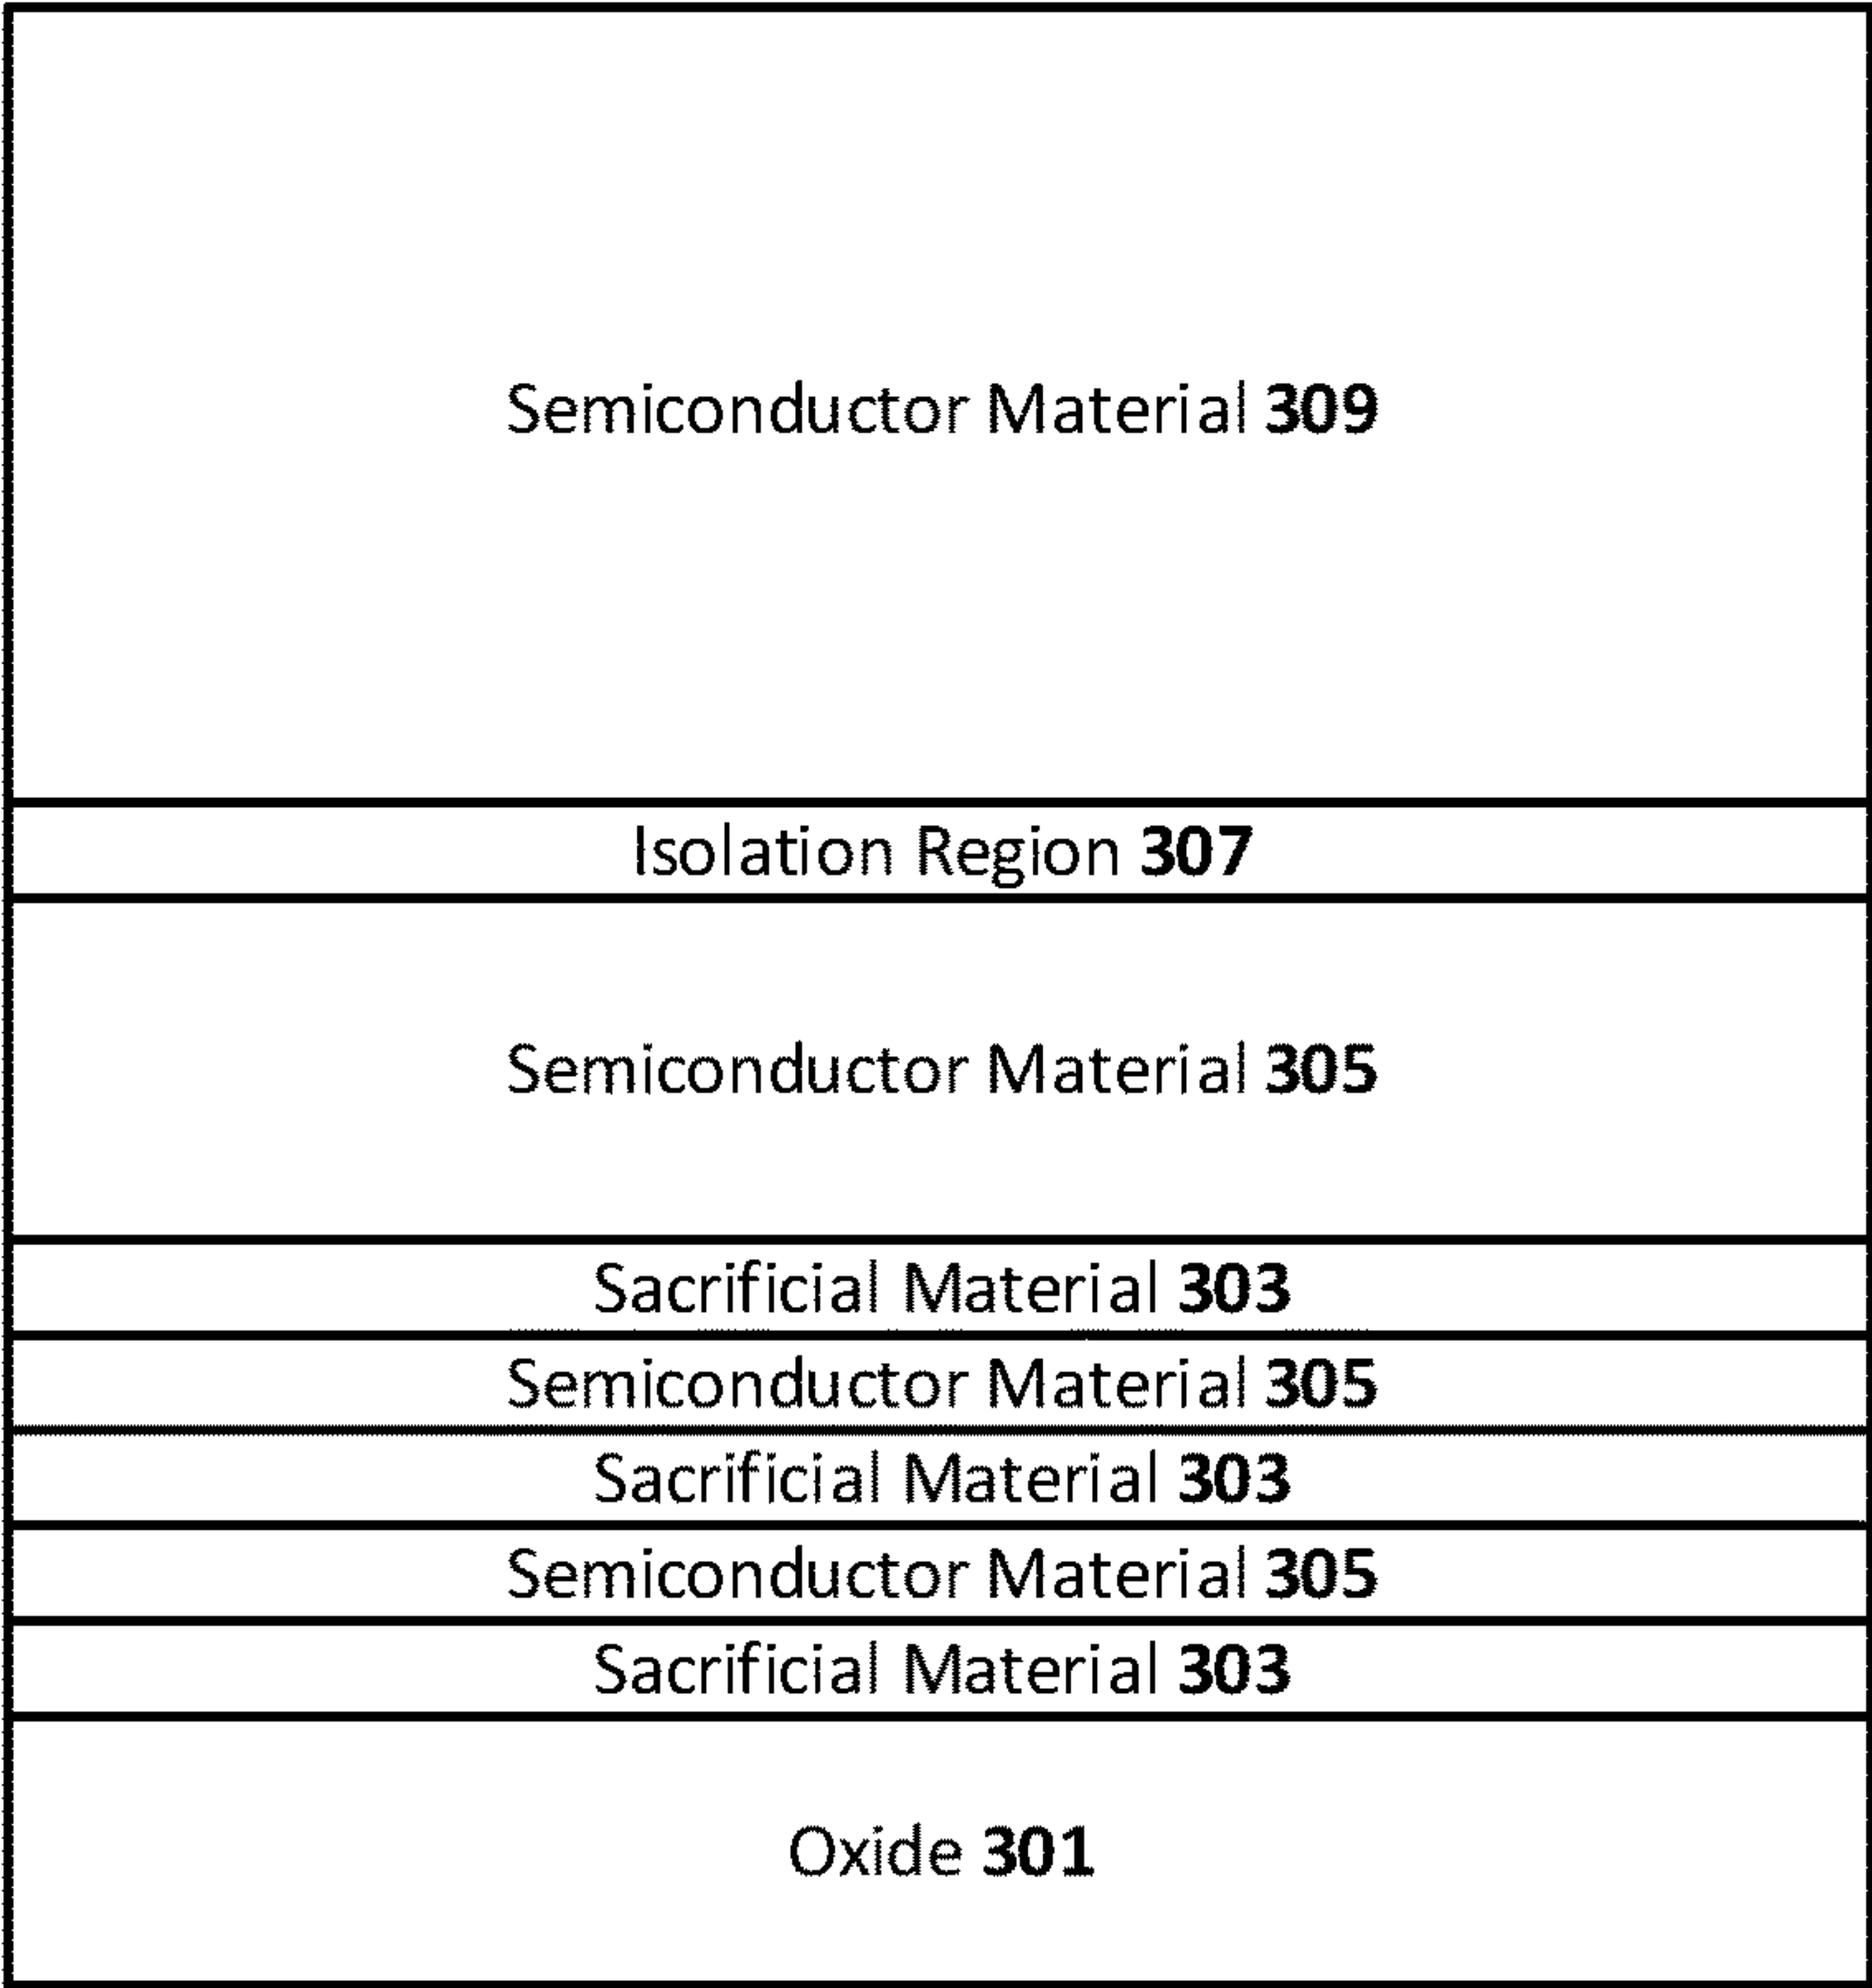 Semiconductor Material 309
Isolation Region 307
Semiconductor Material 305
Sacrificial Material 303
Semiconductor Material 305
Sacrificial Material 303
Semiconductor Material 305
Sacrificial Material 303
Oxide 301